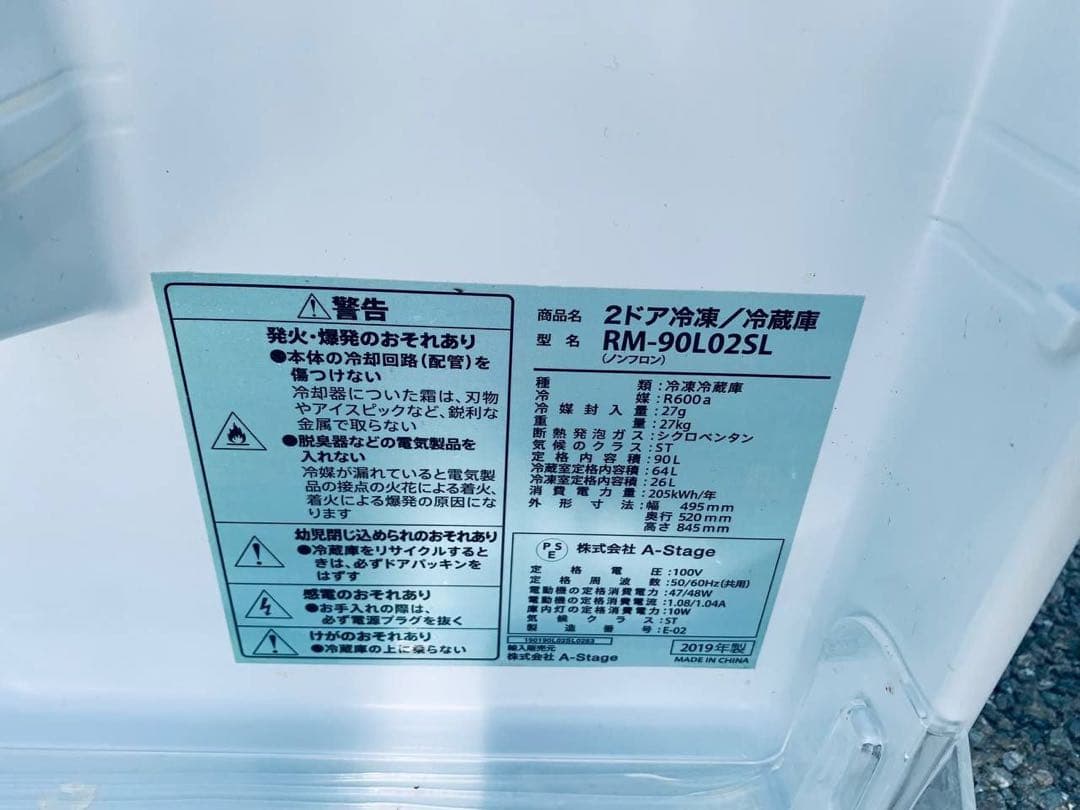 警告
発火・爆発のおそれあり
●本体の冷却回路(配管)を
傷つけない
冷却器についた霜は、刃物
やアイスピックなど、鋭利な
金属で取らない
●脱臭器などの電気製品を
入れない
冷媒が漏れていると電気製
品の接点の火花による着火、
着火による爆発の原因にな
ります
幼児閉じ込められのおそれあり
●冷蔵庫をリサイクルすると
きは、必ずドアパッキンを
はずす
感電のおそれあり
●お手入れの際は、
必ず電源プラグを抜く
けがのおそれあり
●冷蔵庫の上に乗らない
商品名 2ドア冷凍/冷蔵庫
型名 RM-90L02SL
(ノンフロン)
種類:冷凍冷蔵庫
冷媒:R600a
冷媒封入量:27g
重量:27kg
断熱発泡ガス:シクロペンタン
気候のクラス:ST
定格内容積:90L
冷蔵室定格内容積:64L
冷凍室定格内容積:26L
消費電力量:205kWh/年
外形寸法:幅 495mm
奥行 520mm
高さ 845mm
PSE 株式会社 A-Stage
定格電圧:100V
定格周波数:50/60Hz(共用)
電動機の定格消費電力:47/48W
電動機の定格消費電流:1.08/1.04A
庫内灯の定格消費電力:10W
気候クラス:ST
製造番号:E-02
190190L02SL0283
輸入販売元
株式会社 A-Stage
2019年製
MADE IN CHINA